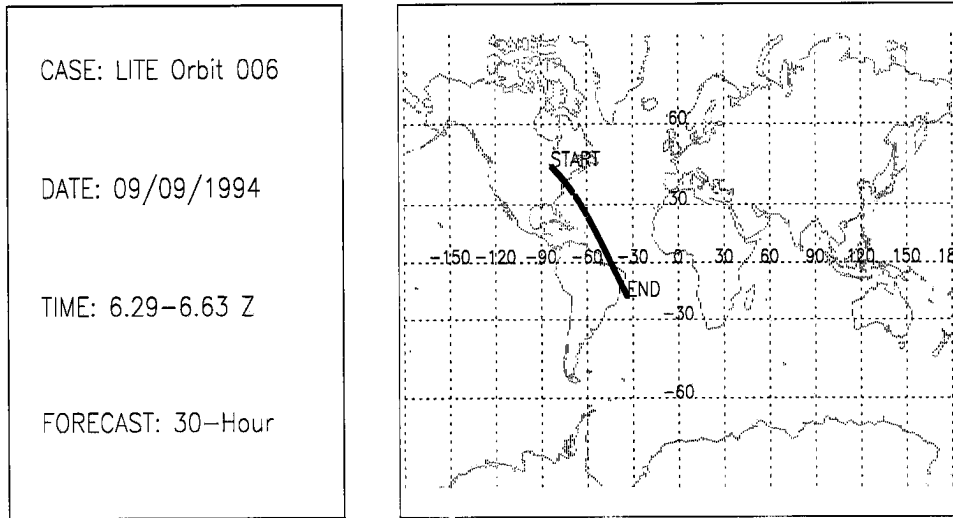 CASE: LITE Orbit 006
DATE: 09/09/1994
TIME: 6.29-6.63 Z
FORECAST: 30-Hour
60
START
30
-150 -120 -90 -60 -30 0 30 60 90 120 150 18
END
-30
-60